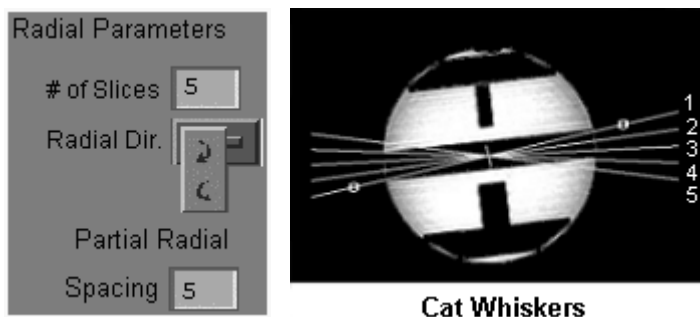 Radial Parameters
# of Slices 5
Radial Dir.
Partial Radial
Spacing 5
1
2
3
4
5
Cat Whiskers